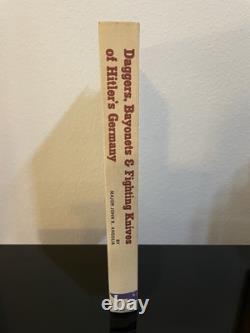 Daggers, Bayonets & Fighting Knives
of Hitler's Germany
BY
MAJOR JOHN R. ANGOLIA